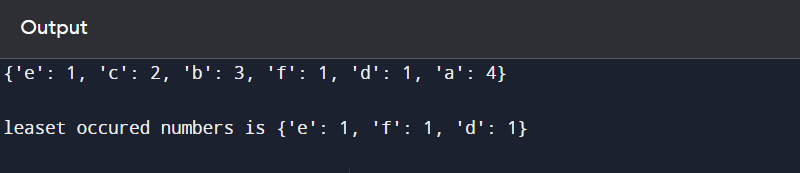 Output
{'e': 1, 'c': 2, 'b': 3, 'f': 1, 'd': 1, 'a': 4}
leaset occured numbers is {'e': 1, 'f': 1, 'd': 1}